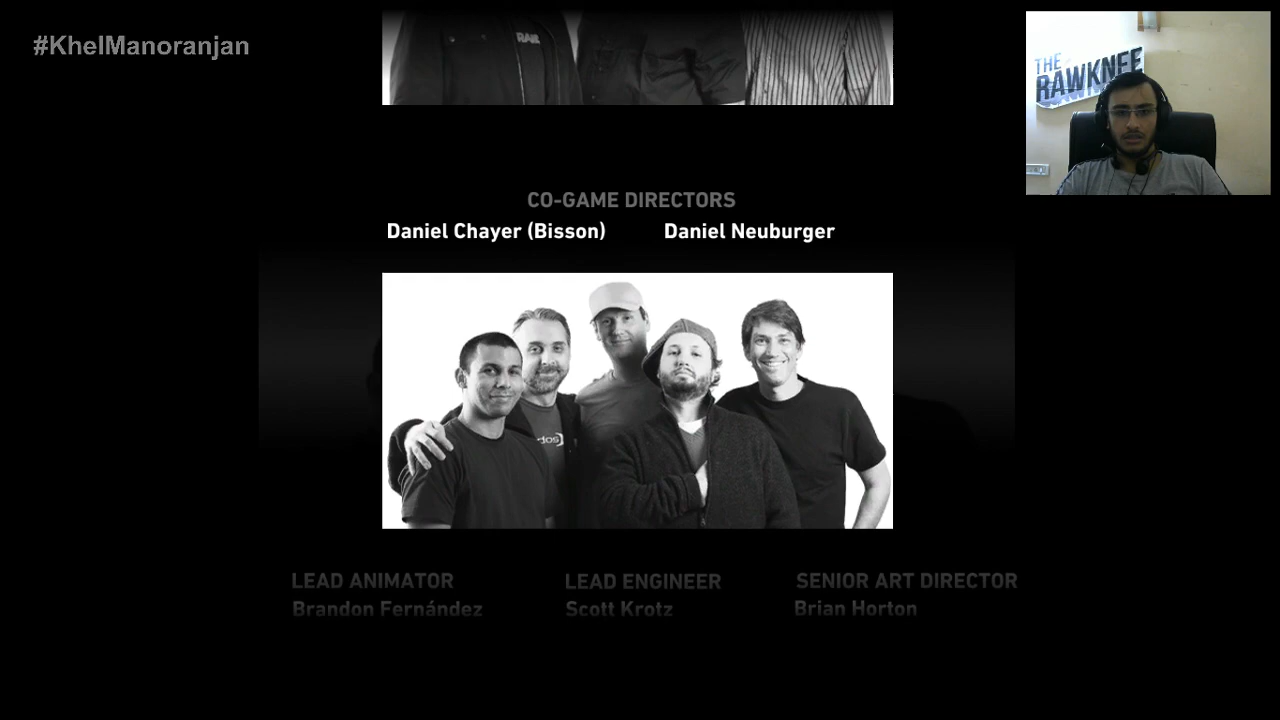 #KhelManoranjan
THE
RAWKNEE
CO-GAME DIRECTORS
Daniel Chayer (Bisson) Daniel Neuburger
dos
LEAD ANIMATOR LEAD ENGINEER SENIOR ART DIRECTOR
Brandon Fernández Scott Krotz Brian Horton